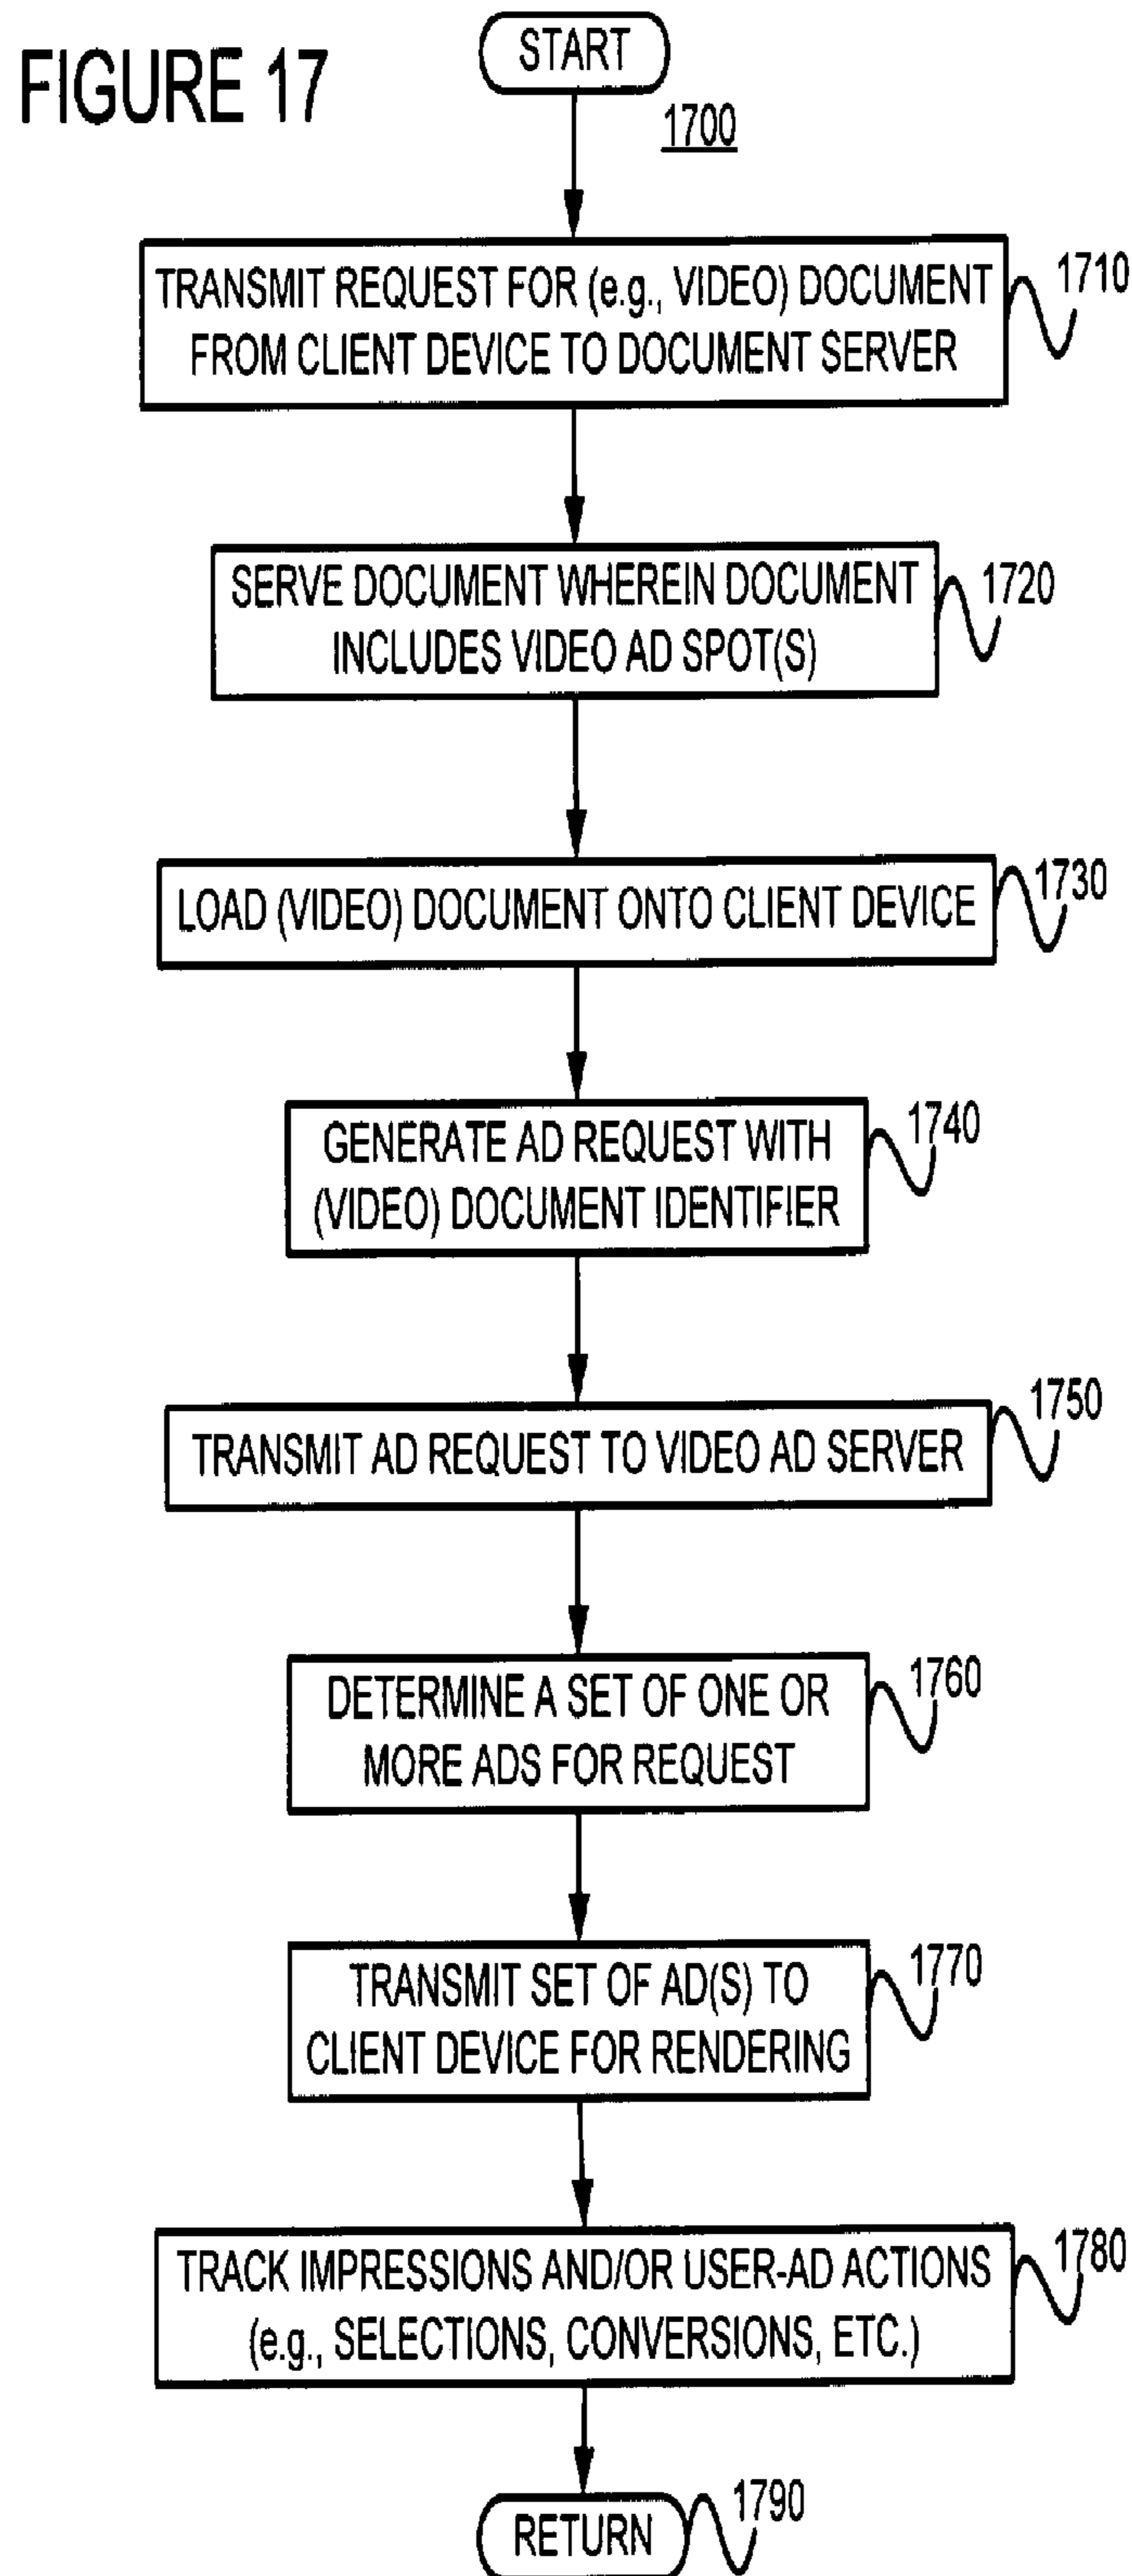 FIGURE 17
START
1700
TRANSMIT REQUEST FOR (e.g., VIDEO) DOCUMENT
FROM CLIENT DEVICE TO DOCUMENT SERVER
1710
SERVE DOCUMENT WHEREIN DOCUMENT
INCLUDES VIDEO AD SPOT(S)
1720
LOAD (VIDEO) DOCUMENT ONTO CLIENT DEVICE
1730
GENERATE AD REQUEST WITH
(VIDEO) DOCUMENT IDENTIFIER
1740
TRANSMIT AD REQUEST TO VIDEO AD SERVER
1750
DETERMINE A SET OF ONE OR
MORE ADS FOR REQUEST
1760
TRANSMIT SET OF AD(S) TO
CLIENT DEVICE FOR RENDERING
1770
TRACK IMPRESSIONS AND/OR USER-AD ACTIONS
(e.g., SELECTIONS, CONVERSIONS, ETC.)
1780
RETURN
1790